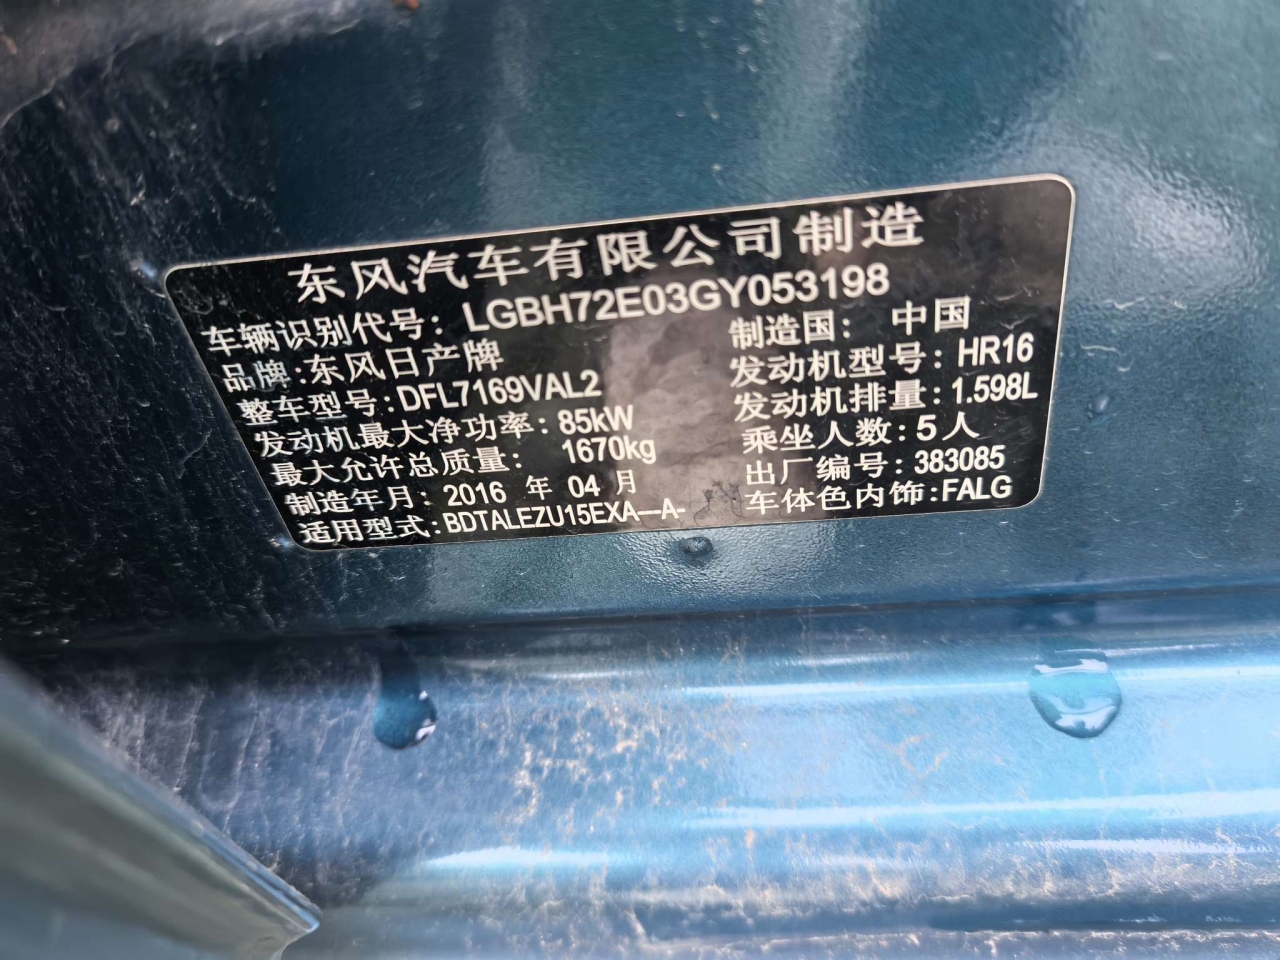 东风汽车有限公司制造
车辆识别代号: LGBH72E03GY053198
品牌:东风日产牌 制造国: 中国
整车型号:DFL7169VAL2 发动机型号: HR16
发动机最大净功率: 85kW 发动机排量: 1.598L
最大允许总质量: 1670kg 乘坐人数: 5人
制造年月: 2016 年 04 月 出厂编号: 383085
适用型式:BDTALEZU15EXA---A- 车体色内饰:FALG